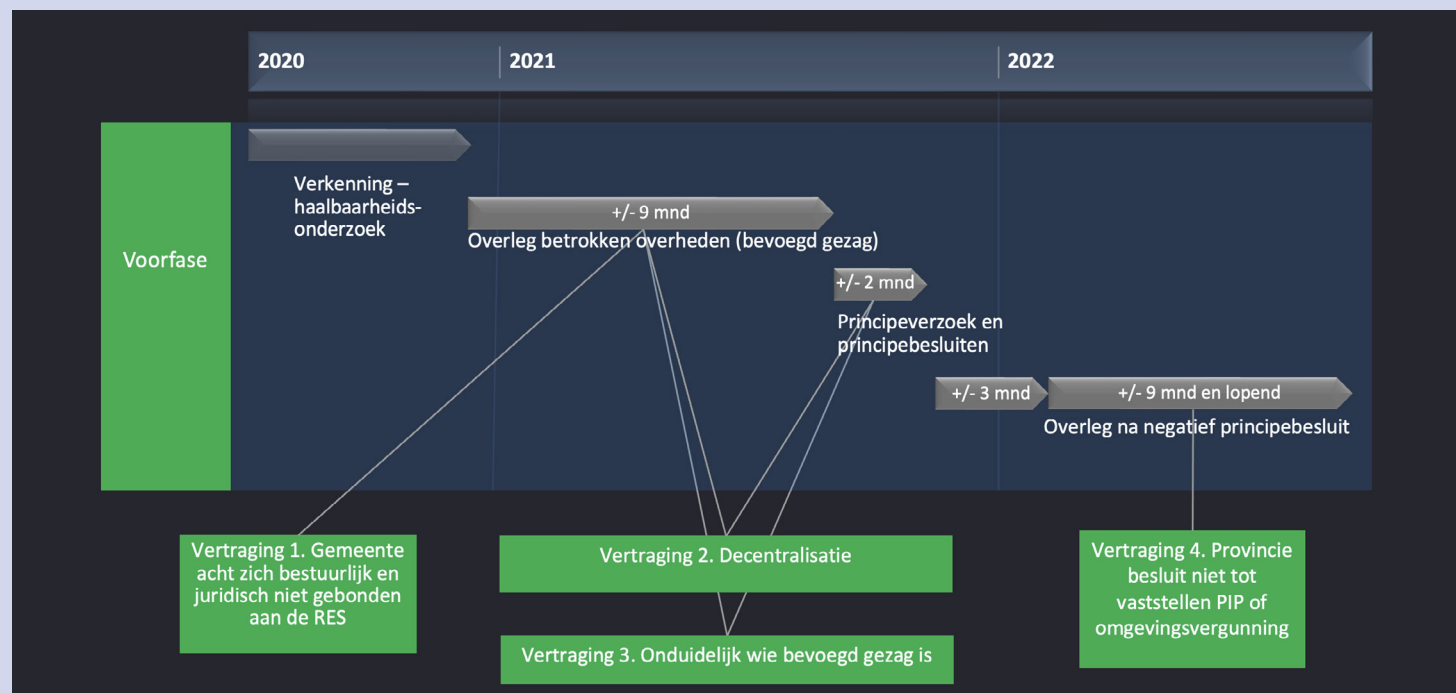 2020
2021
2022
Voorfase
Verkenning –
haalbaarheids-
onderzoek
+/- 9 mnd
Overleg betrokken overheden (bevoegd gezag)
+/- 2 mnd
Principeverzoek en
principebesluiten
+/- 3 mnd
+/- 9 mnd en lopend
Overleg na negatief principebesluit
Vertraging 1. Gemeente
acht zich bestuurlijk en
juridisch niet gebonden
aan de RES
Vertraging 2. Decentralisatie
Vertraging 3. Onduidelijk wie bevoegd gezag is
Vertraging 4. Provincie
besluit niet tot
vaststellen PIP of
omgevingsvergunning